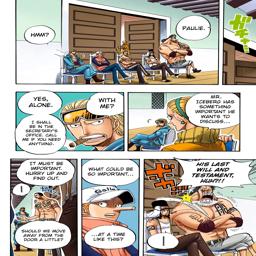 PAULIE.
HMM?
MR.
ICEBERG HAS
SOMETHING
IMPORTANT HE
WANTS TO
DISCUSS...
WITH
ME?
YES,
ALONE.
I SHALL
BE IN THE
SECRETARY'S
OFFICE. CALL
ME IF YOU NEED
ANYTHING.
HIS LAST
WILL AND
TESTAMENT,
HUH?!!
!
WHAT COULD BE
SO IMPORTANT...
...AT A
TIME LIKE
THIS?
IT MUST BE
IMPORTANT.
HURRY UP AND
FIND OUT.
SHOULD WE MOVE
AWAY FROM THE
DOOR A LITTLE?
!